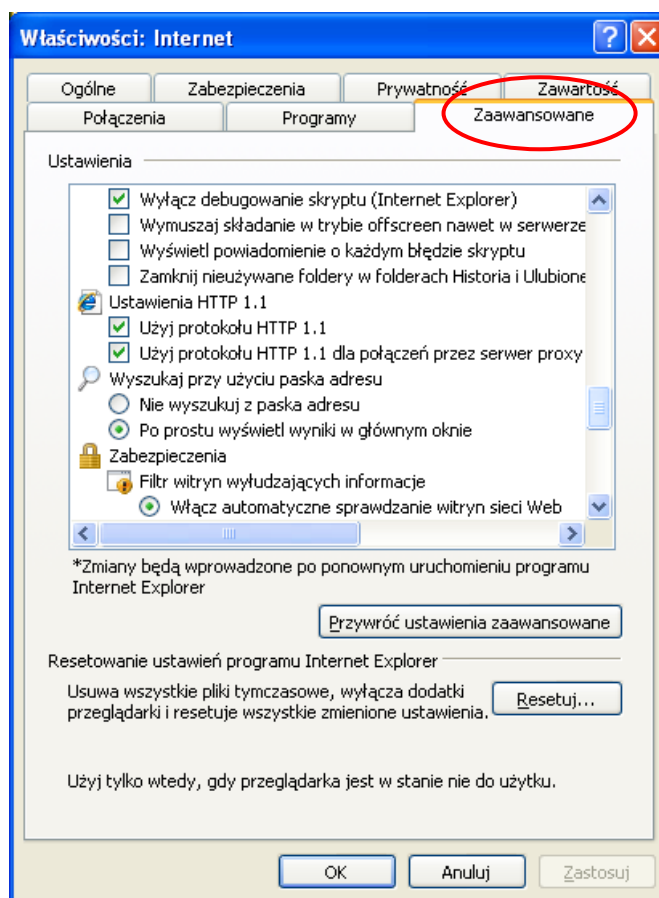 Właściwości: Internet
Ogólne Zabezpieczenia Prywatność Zawartość
Połączenia Programy Zaawansowane
Ustawienia
Wyłącz debugowanie skryptu (Internet Explorer)
Wymuszaj składanie w trybie offscreen nawet w serwerze
Wyświetl powiadomienie o każdym błędzie skryptu
Zamknij nieużywane foldery w folderach Historia i Ulubione
Ustawienia HTTP 1.1
Użyj protokołu HTTP 1.1
Użyj protokołu HTTP 1.1 dla połączeń przez serwer proxy
Wyszukaj przy użyciu paska adresu
Nie wyszukuj z paska adresu
Po prostu wyświetl wyniki w głównym oknie
Zabezpieczenia
Filtr witryn wyłudzających informacje
Włącz automatyczne sprawdzanie witryn sieci Web
*Zmiany będą wprowadzone po ponownym uruchomieniu programu
Internet Explorer
Przywróć ustawienia zaawansowane
Resetowanie ustawień programu Internet Explorer
Usuwa wszystkie pliki tymczasowe, wyłącza dodatki
przeglądarki i resetuje wszystkie zmienione ustawienia.
Resetuj...
Użyj tylko wtedy, gdy przeglądarka jest w stanie nie do użytku.
OK Anuluj Zastosuj